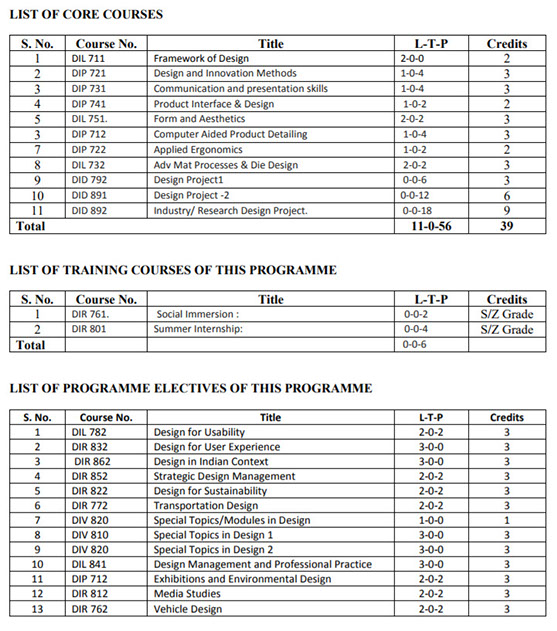 LIST OF CORE COURSES
S. No. Course No. Title L-T-P Credits
1 DIL 711 Framework of Design 2-0-0 2
2 DIP 721 Design and Innovation Methods 1-0-4 3
3 DIP 731 Communication and presentation skills 1-0-4 3
4 DIP 741 Product Interface & Design 1-0-2 2
5 DIL 751. Form and Aesthetics 2-0-2 3
3 DIP 712 Computer Aided Product Detailing 1-0-4 3
7 DIP 722 Applied Ergonomics 1-0-2 2
8 DIL 732 Adv Mat Processes & Die Design 2-0-2 3
9 DID 792 Design Project1 0-0-6 3
10 DID 891 Design Project -2 0-0-12 6
11 DID 892 Industry/ Research Design Project. 0-0-18 9
Total 11-0-56 39
LIST OF TRAINING COURSES OF THIS PROGRAMME
S. No. Course No. Title L-T-P Credits
1 DIR 761. Social Immersion : 0-0-2 S/Z Grade
2 DIR 801 Summer Internship: 0-0-4 S/Z Grade
Total 0-0-6
LIST OF PROGRAMME ELECTIVES OF THIS PROGRAMME
S. No. Course No. Title L-T-P Credits
1 DIL 782 Design for Usability 2-0-2 3
2 DIR 832 Design for User Experience 3-0-0 3
3 DIR 862 Design in Indian Context 3-0-0 3
4 DIR 852 Strategic Design Management 2-0-2 3
5 DIR 822 Design for Sustainability 2-0-2 3
6 DIR 772 Transportation Design 2-0-2 3
7 DIV 820 Special Topics/Modules in Design 1-0-0 1
8 DIV 810 Special Topics in Design 1 3-0-0 3
9 DIV 820 Special Topics in Design 2 3-0-0 3
10 DIL 841 Design Management and Professional Practice 3-0-0 3
11 DIP 712 Exhibitions and Environmental Design 2-0-2 3
12 DIR 812 Media Studies 2-0-2 3
13 DIR 762 Vehicle Design 2-0-2 3